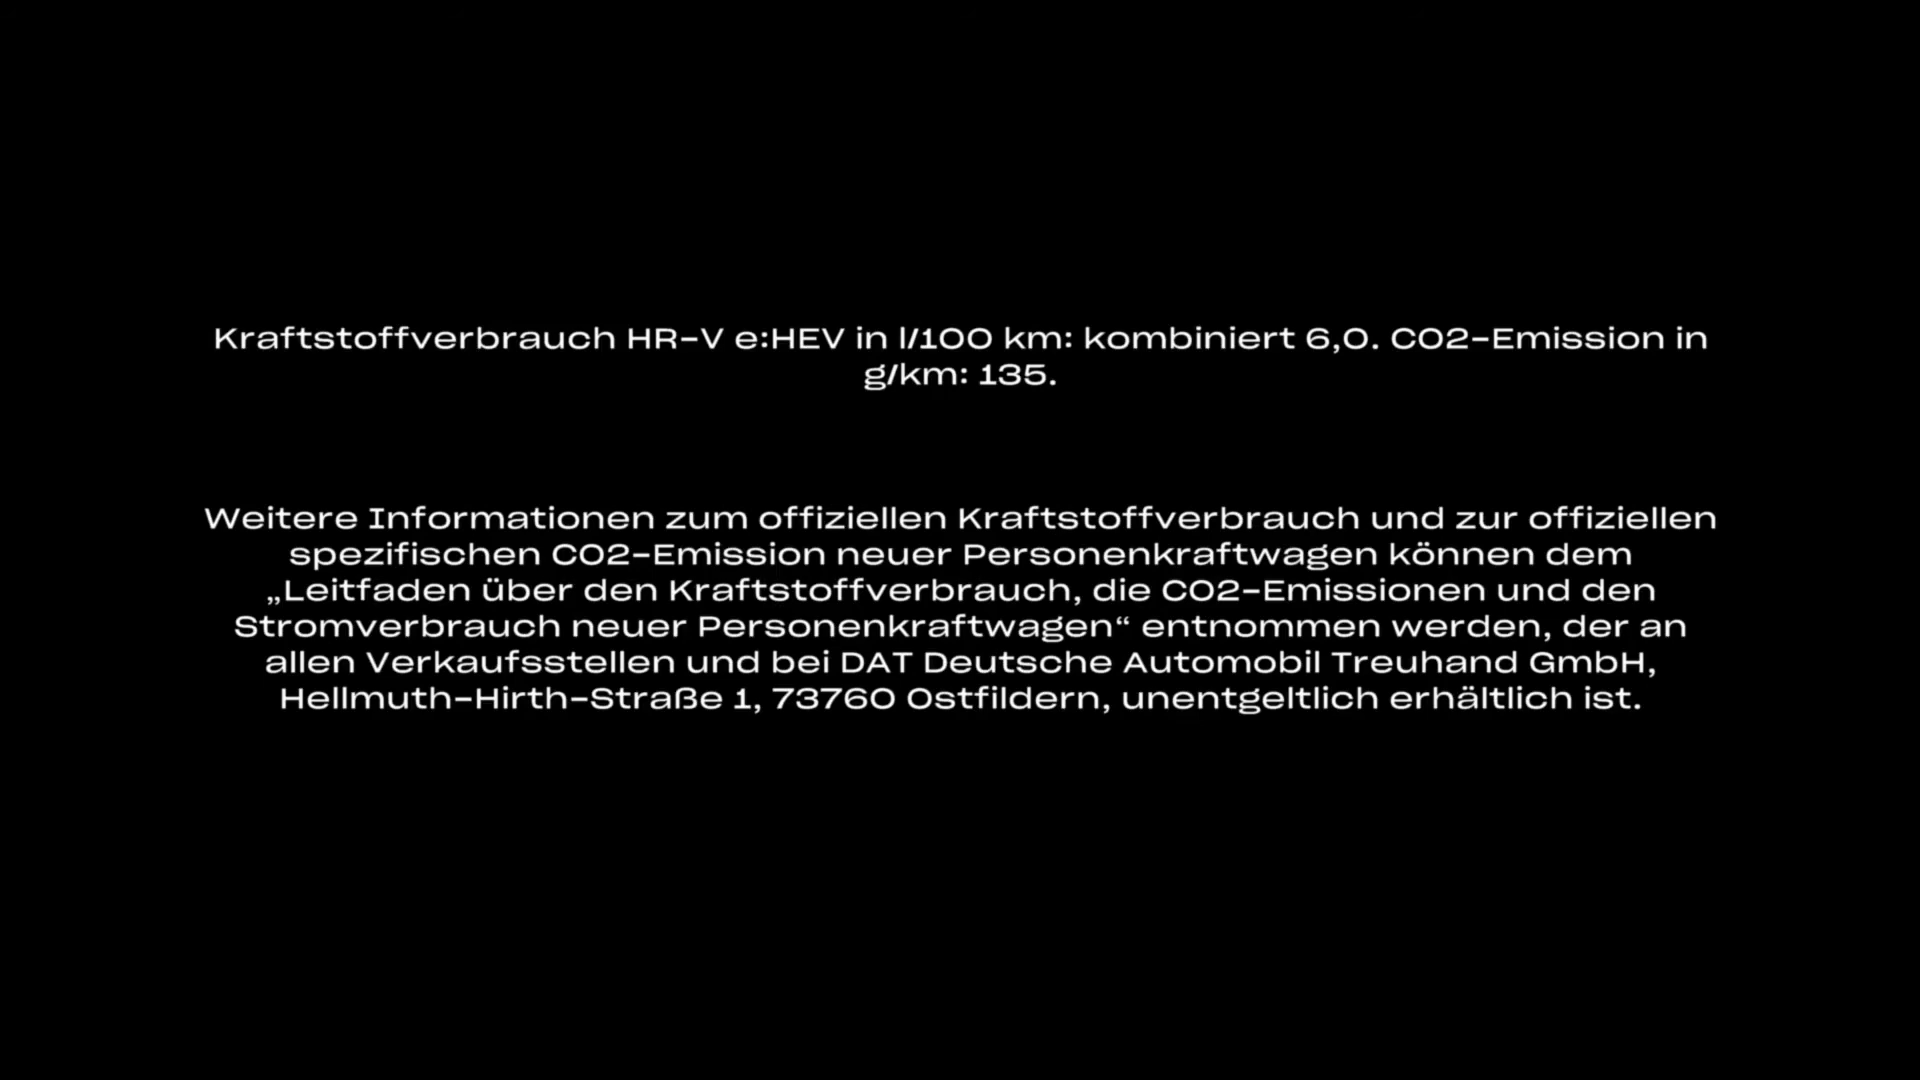 Kraftstoffverbrauch HR-V e:HEV in l/100 km: kombiniert 6,0. CO2-Emission in
g/km: 135.
Weitere Informationen zum offiziellen Kraftstoffverbrauch und zur offiziellen
spezifischen CO2-Emission neuer Personenkraftwagen können dem
„Leitfaden über den Kraftstoffverbrauch, die CO2-Emissionen und den
Stromverbrauch neuer Personenkraftwagen“ entnommen werden, der an
allen Verkaufsstellen und bei DAT Deutsche Automobil Treuhand GmbH,
Hellmuth-Hirth-Straße 1, 73760 Ostfildern, unentgeltlich erhältlich ist.